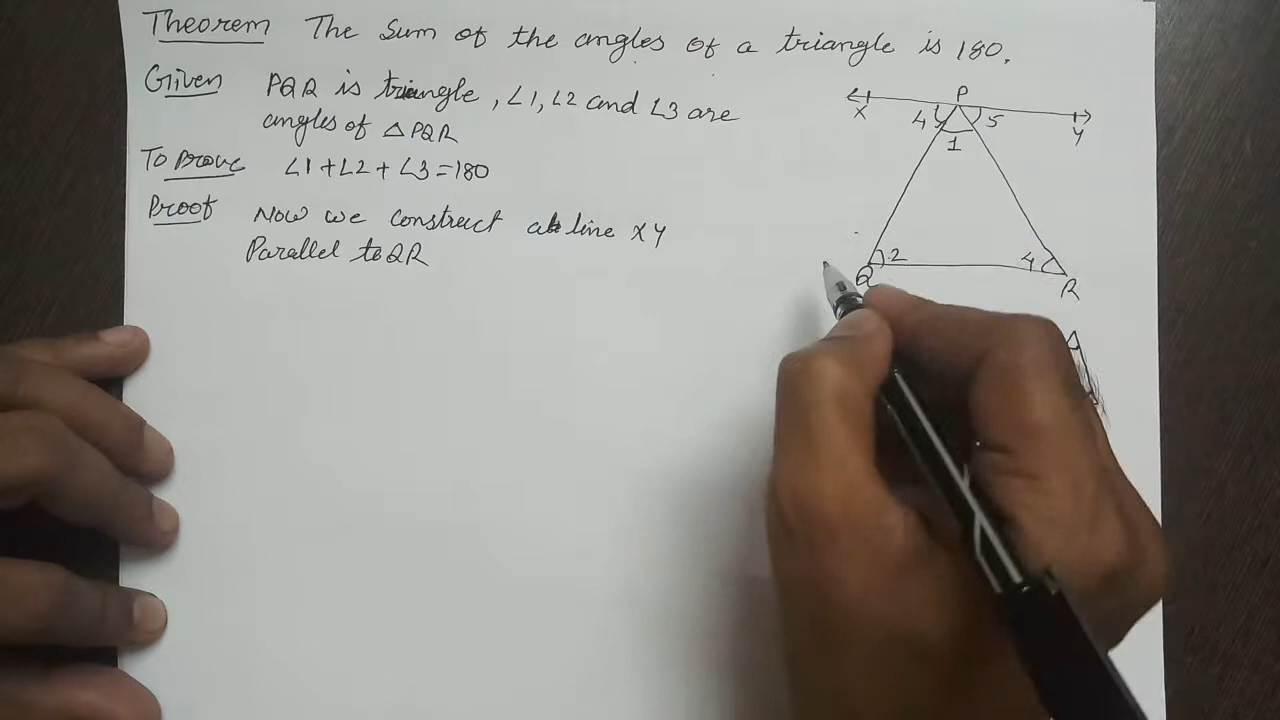 Theorem The Sum of the angles of a triangle is 180.
Given PQR is triangle, ∠1, ∠2 and ∠3 are
angles of △PQR
To Prove ∠1+∠2+∠3=180
Proof Now we construct a line XY
Parallel to QR
P
X
4
5
Y
1
2
4
Q
R